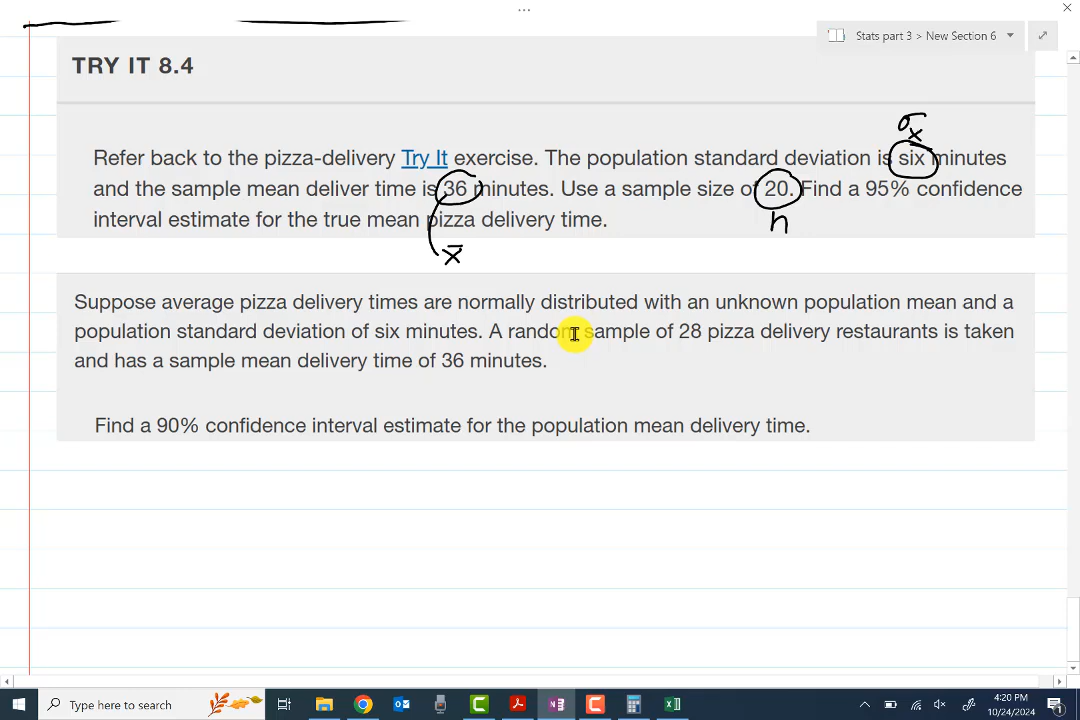 ...
Stats part 3 > New Section 6
TRY IT 8.4
σx
Refer back to the pizza-delivery Try It exercise. The population standard deviation is six minutes
and the sample mean deliver time is 36 minutes. Use a sample size of 20. Find a 95% confidence
interval estimate for the true mean pizza delivery time.
n
x̄
Suppose average pizza delivery times are normally distributed with an unknown population mean and a
population standard deviation of six minutes. A random sample of 28 pizza delivery restaurants is taken
and has a sample mean delivery time of 36 minutes.
Find a 90% confidence interval estimate for the population mean delivery time.
Type here to search
4:20 PM
10/24/2024